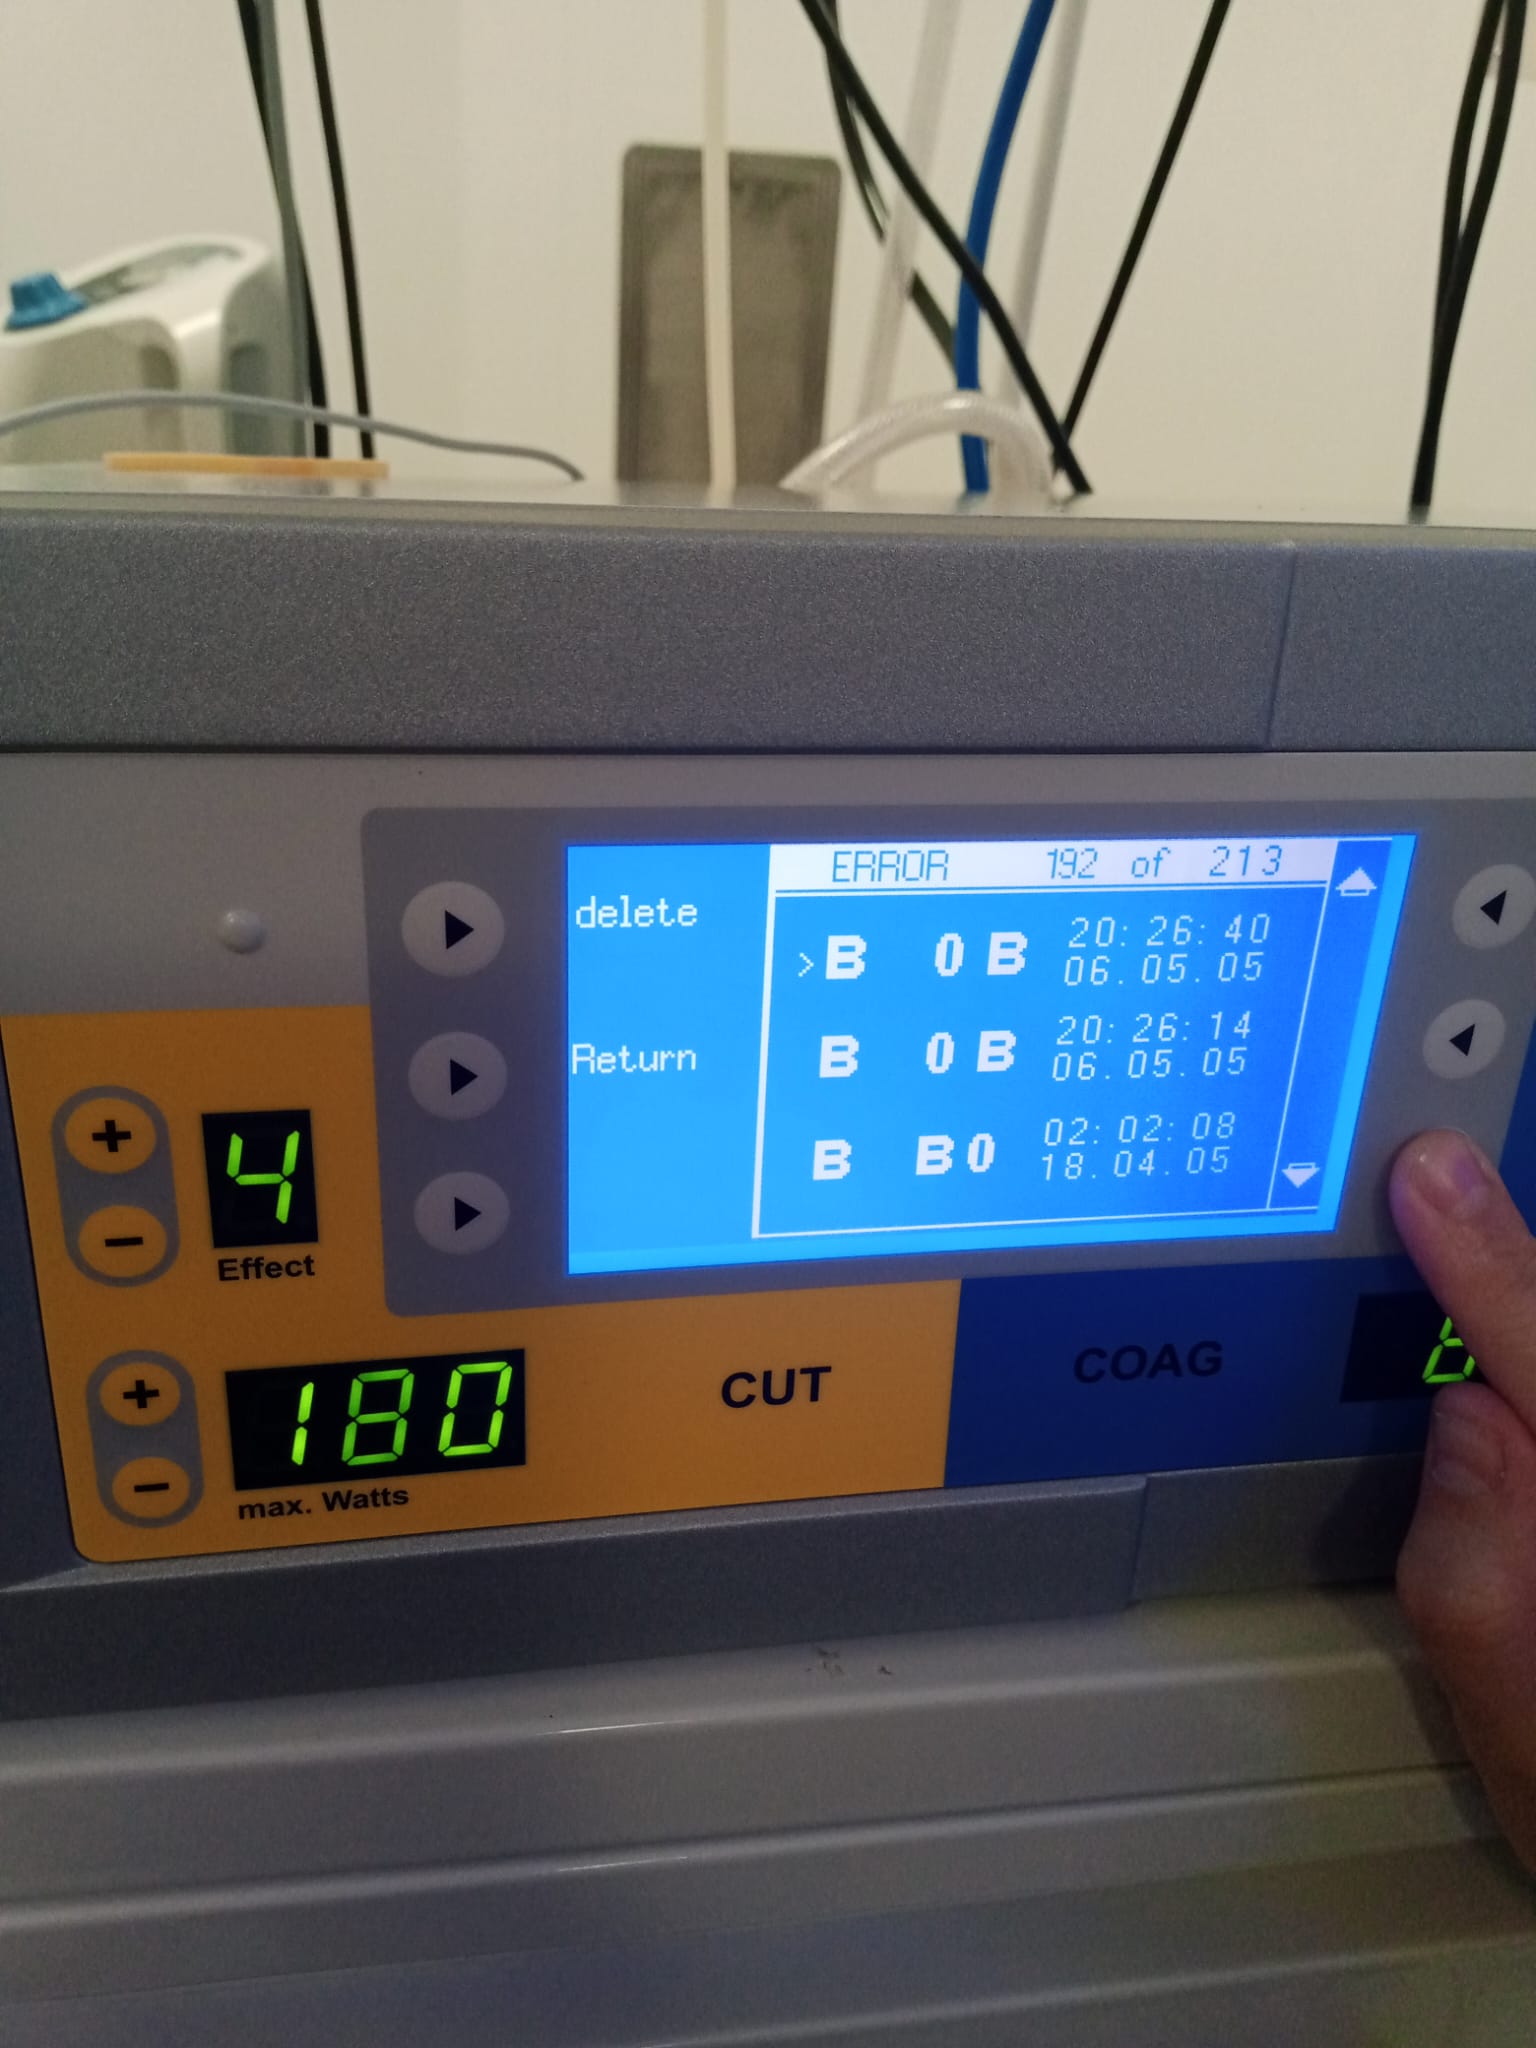 ERROR 192 of 213
delete
>B 0B 20:26:40
06.05.05
Return
B 0B 20:26:14
06.05.05
B B0 02:02:08
18.04.05
+
4
-
Effect
+
180
-
max. Watts
CUT
COAG